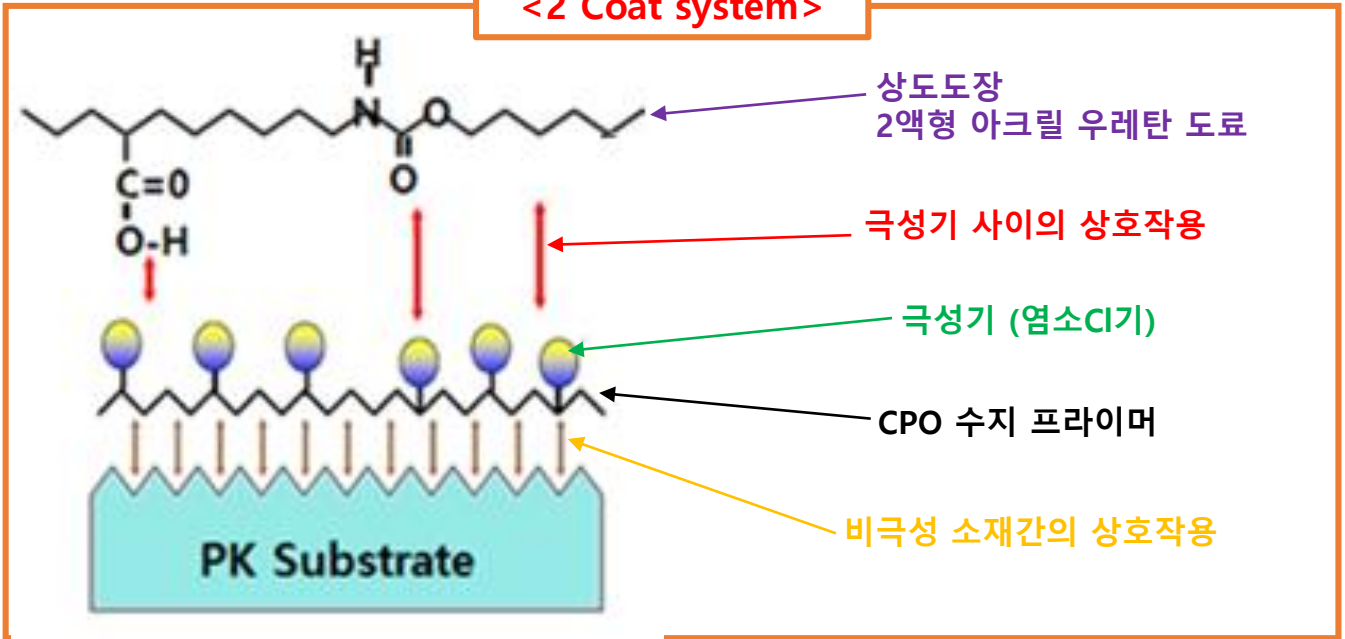 <2 Coat system>
H
N
O
O
C=0
O-H
상도도장
2액형 아크릴 우레탄 도료
극성기 사이의 상호작용
극성기 (염소Cl기)
CPO 수지 프라이머
비극성 소재간의 상호작용
PK Substrate